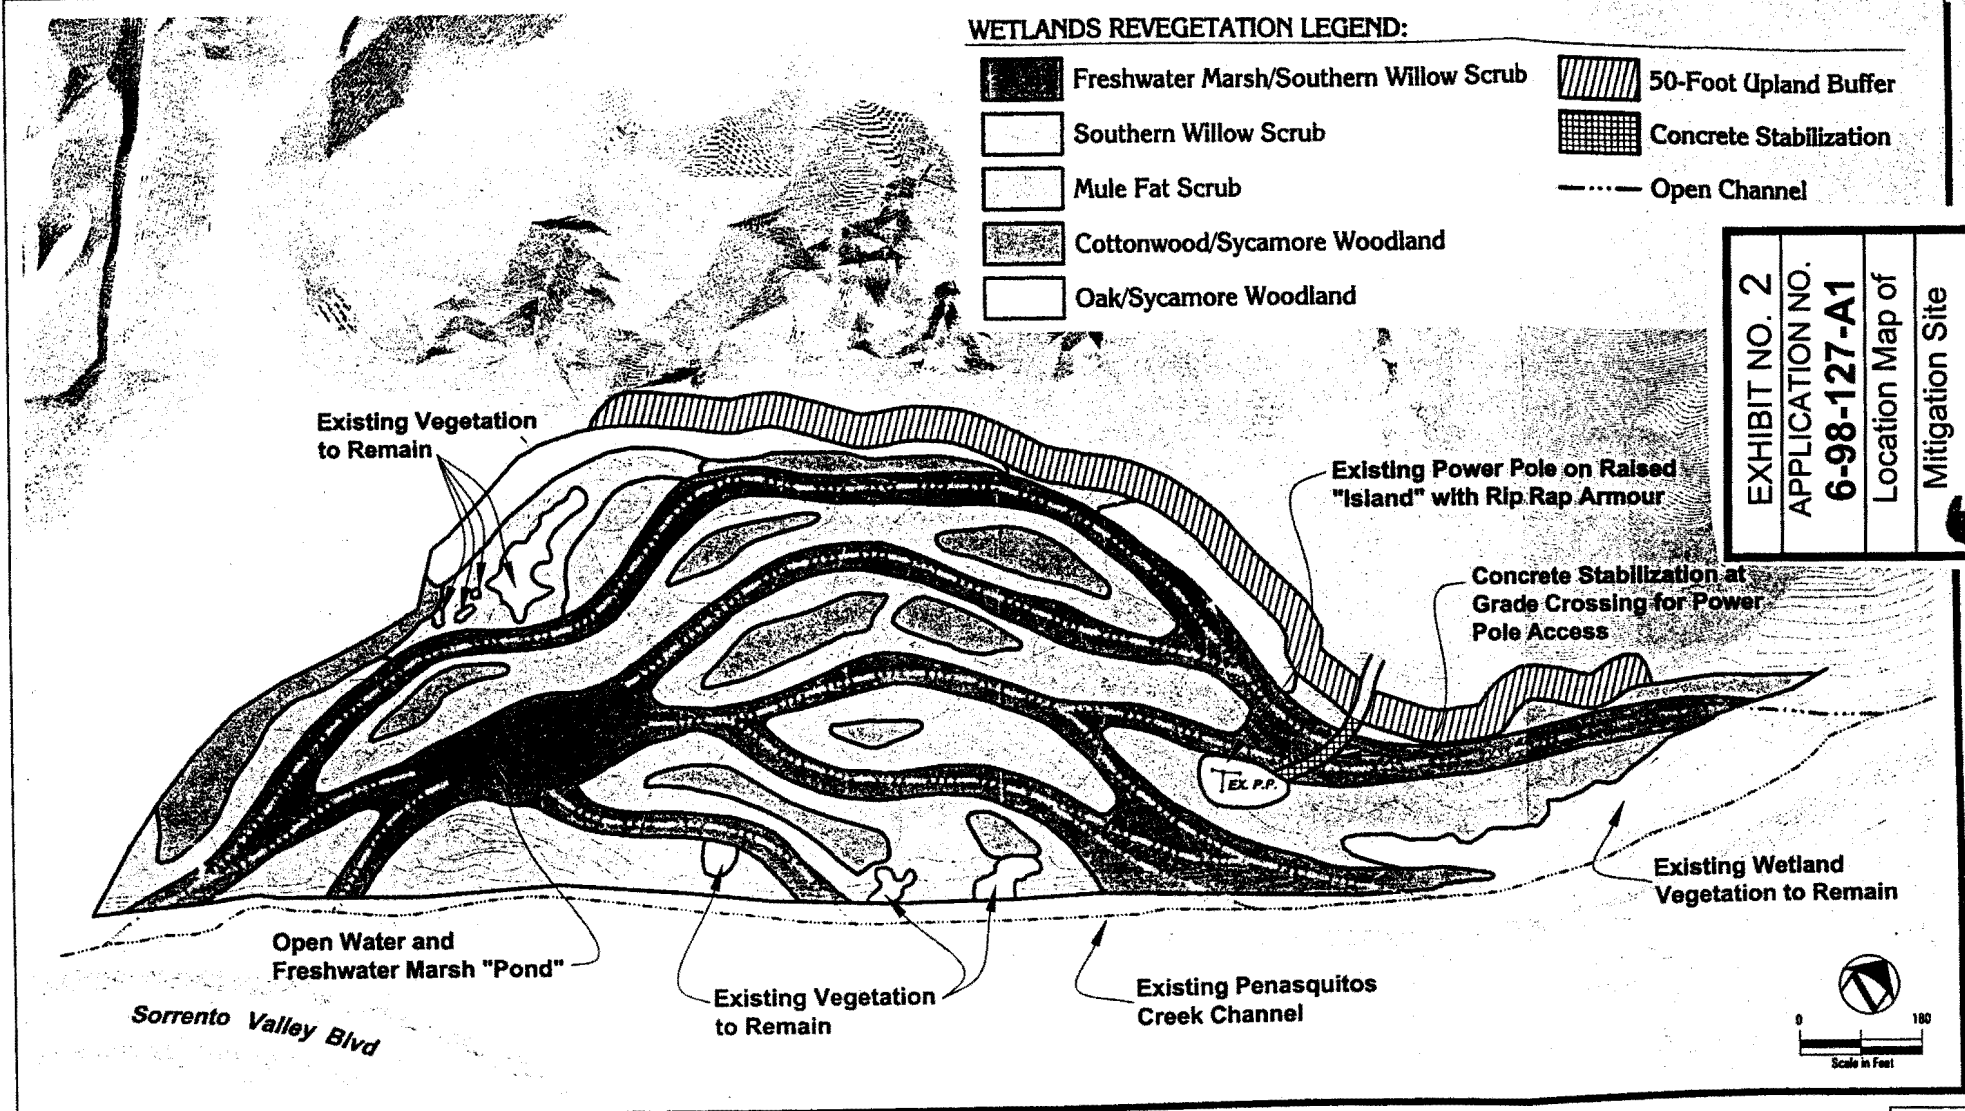 WETLANDS REVEGETATION LEGEND:
Freshwater Marsh/Southern Willow Scrub
Southern Willow Scrub
Mule Fat Scrub
Cottonwood/Sycamore Woodland
Oak/Sycamore Woodland
50-Foot Upland Buffer
Concrete Stabilization
Open Channel
EXHIBIT NO. 2
APPLICATION NO.
6-98-127-A1
Location Map of
Mitigation Site
Existing Vegetation
to Remain
Existing Power Pole on Raised
"Island" with Rip Rap Armour
Concrete Stabilization at
Grade Crossing for Power
Pole Access
EX. P.P.
Existing Wetland
Vegetation to Remain
Open Water and
Freshwater Marsh "Pond"
Existing Vegetation
to Remain
Existing Penasquitos
Creek Channel
Sorrento Valley Blvd
0 180
Scale in Feet